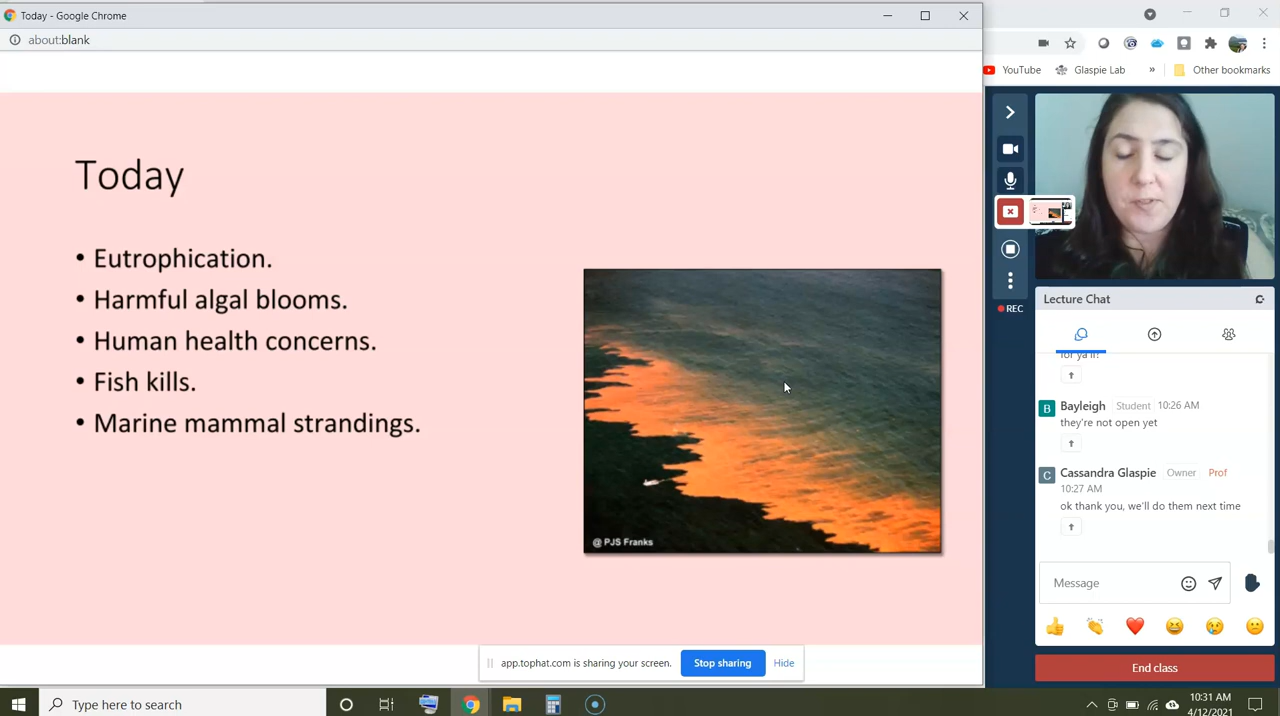 Today - Google Chrome
about:blank
YouTube
Glaspie Lab
»
Other bookmarks
Today
• Eutrophication.
• Harmful algal blooms.
• Human health concerns.
• Fish kills.
• Marine mammal strandings.
@ PJS Franks
REC
Lecture Chat
for ya'll?
B
Bayleigh Student 10:26 AM
they're not open yet
C
Cassandra Glaspie Owner Prof
10:27 AM
ok thank you, we'll do them next time
Message
End class
app.tophat.com is sharing your screen.
Stop sharing
Hide
Type here to search
10:31 AM
4/12/2021